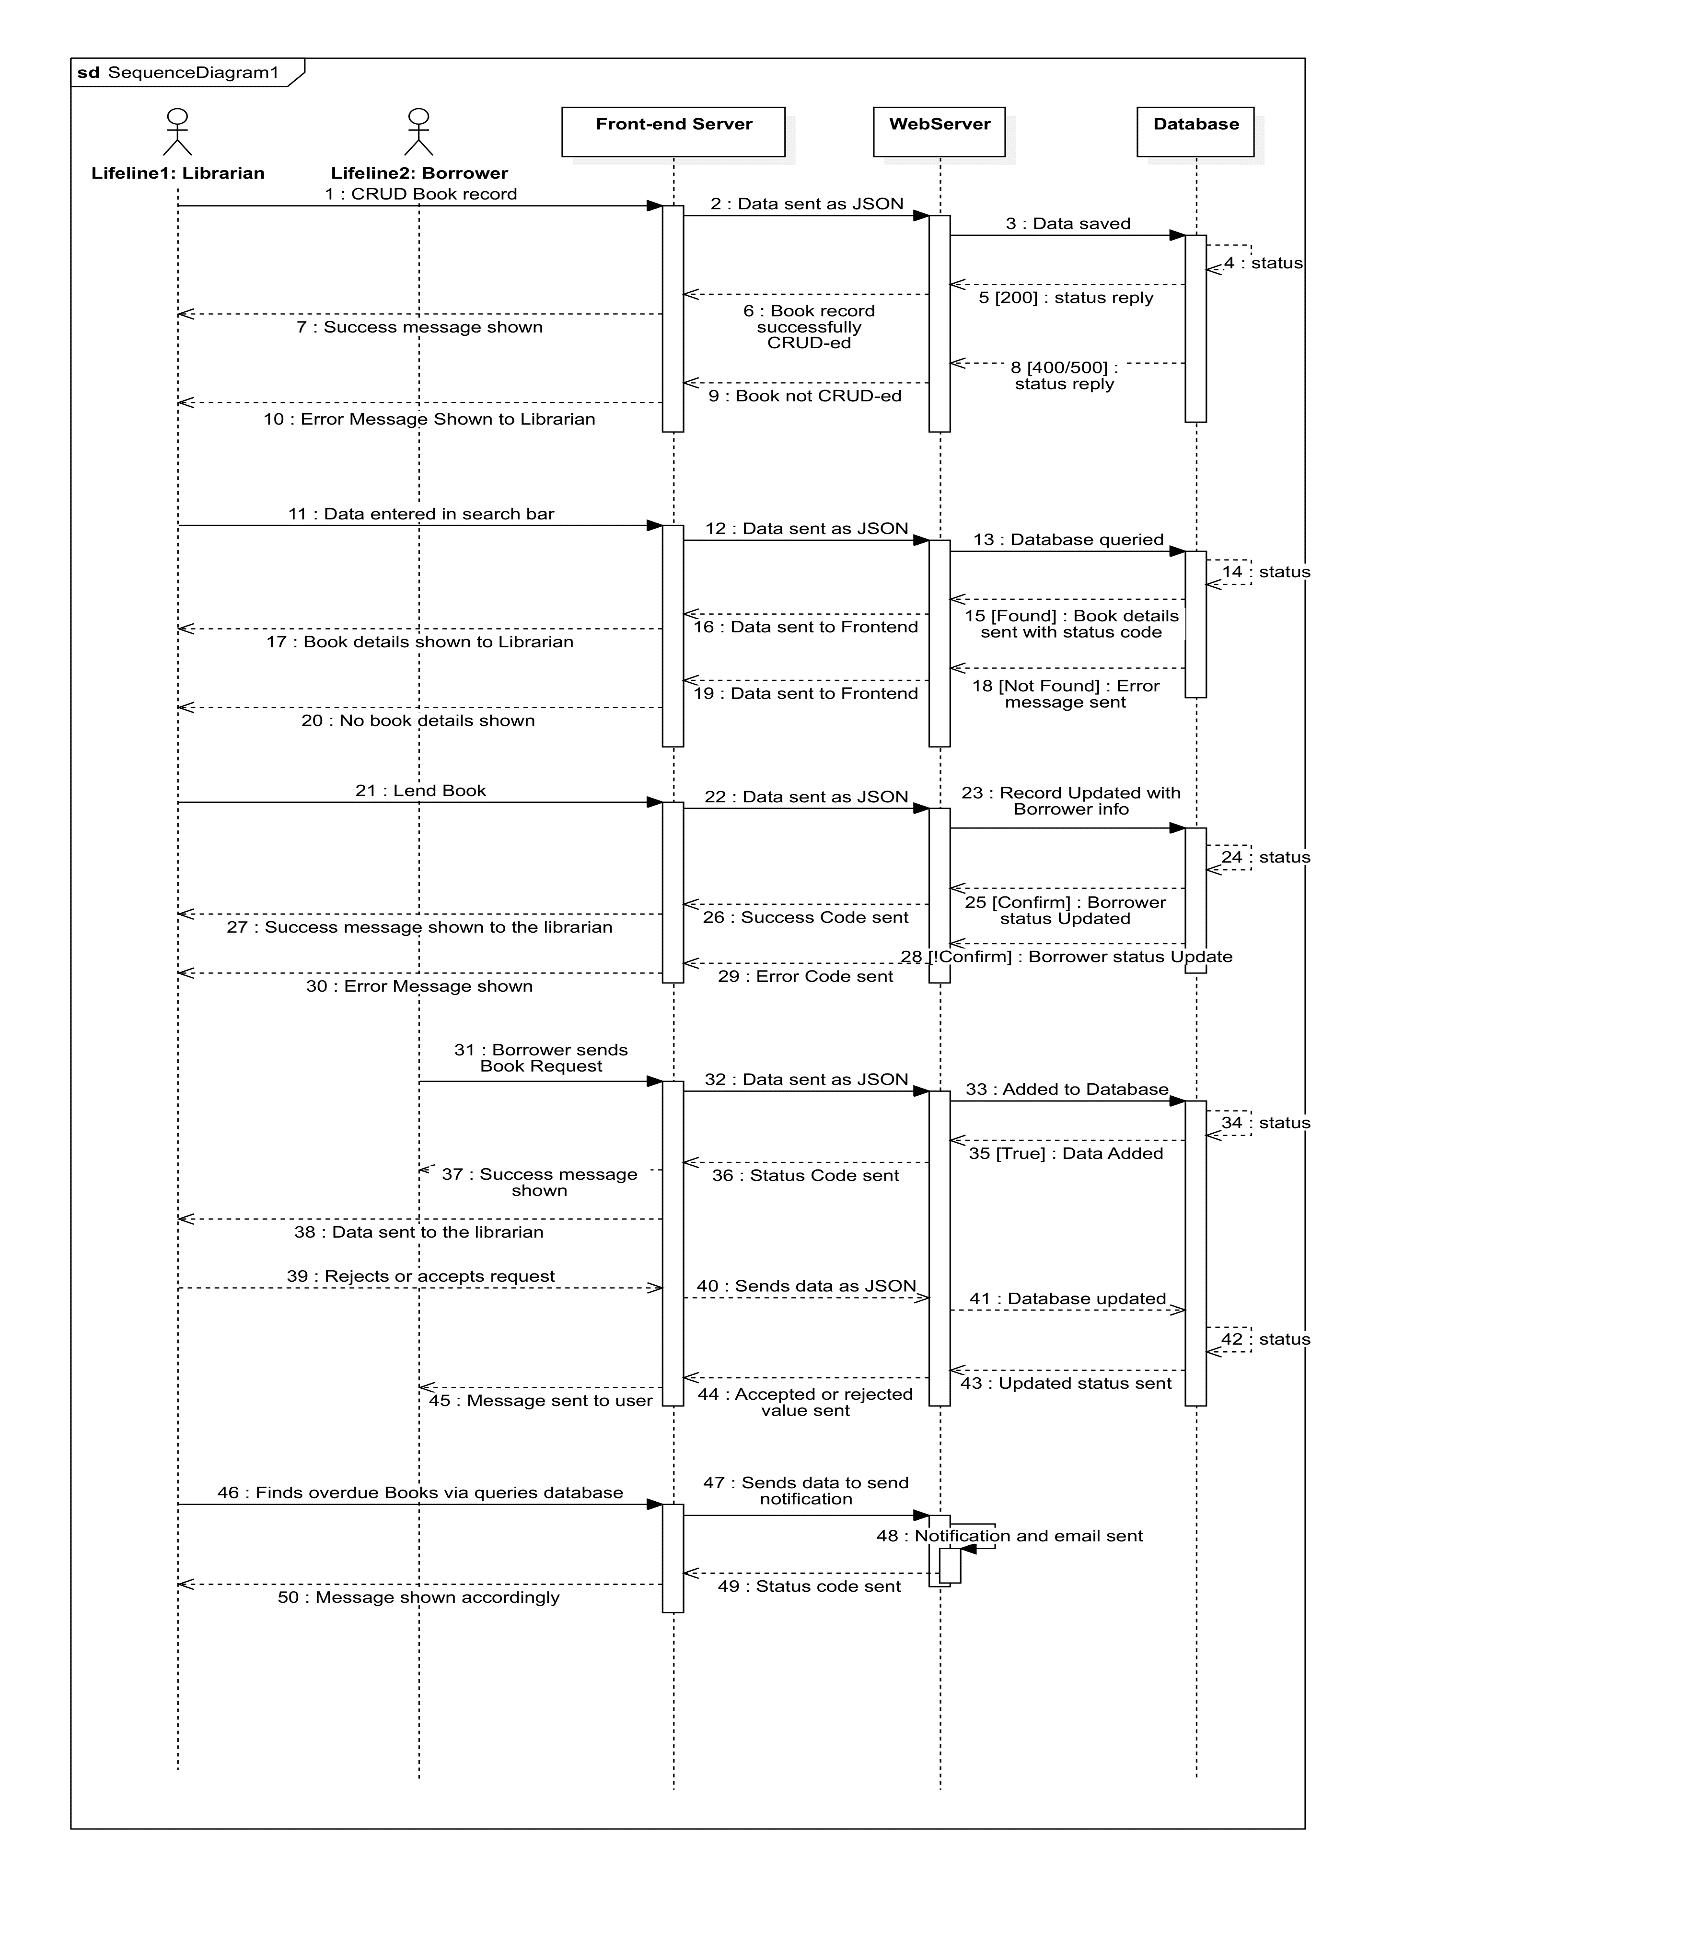 sd SequenceDiagram1
Front-end Server
WebServer
Database
Lifeline1: Librarian
Lifeline2: Borrower
1 : CRUD Book record
2 : Data sent as JSON
3 : Data saved
4 : status
5 [200] : status reply
6 : Book record
successfully
CRUD-ed
7 : Success message shown
8 [400/500] :
status reply
9 : Book not CRUD-ed
10 : Error Message Shown to Librarian
11 : Data entered in search bar
12 : Data sent as JSON
13 : Database queried
14 : status
15 [Found] : Book details
sent with status code
16 : Data sent to Frontend
17 : Book details shown to Librarian
18 [Not Found] : Error
message sent
19 : Data sent to Frontend
20 : No book details shown
21 : Lend Book
22 : Data sent as JSON
23 : Record Updated with
Borrower info
24 : status
25 [Confirm] : Borrower
status Updated
26 : Success Code sent
27 : Success message shown to the librarian
28 [!Confirm] : Borrower status Update
29 : Error Code sent
30 : Error Message shown
31 : Borrower sends
Book Request
32 : Data sent as JSON
33 : Added to Database
34 : status
35 [True] : Data Added
36 : Status Code sent
37 : Success message
shown
38 : Data sent to the librarian
39 : Rejects or accepts request
40 : Sends data as JSON
41 : Database updated
42 : status
43 : Updated status sent
44 : Accepted or rejected
value sent
45 : Message sent to user
46 : Finds overdue Books via queries database
47 : Sends data to send
notification
48 : Notification and email sent
49 : Status code sent
50 : Message shown accordingly